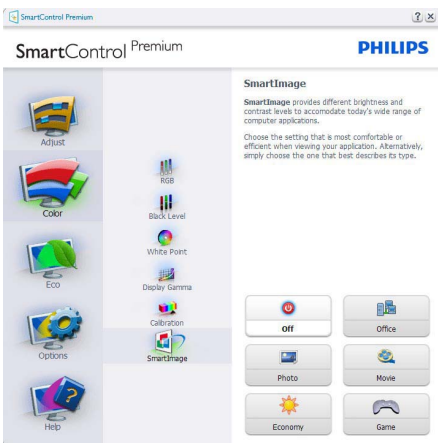 SmartControl Premium
? ×
SmartControl Premium
PHILIPS
Adjust
Color
Eco
Options
Help
RGB
Black Level
White Point
Display Gamma
Calibration
SmartImage
SmartImage
SmartImage provides different brightness and
contrast levels to accomodate today's wide range of
computer applications.
Choose the setting that is most comfortable or
efficient when viewing your application. Alternatively,
simply choose the one that best describes its type.
Off
Office
Photo
Movie
Economy
Game